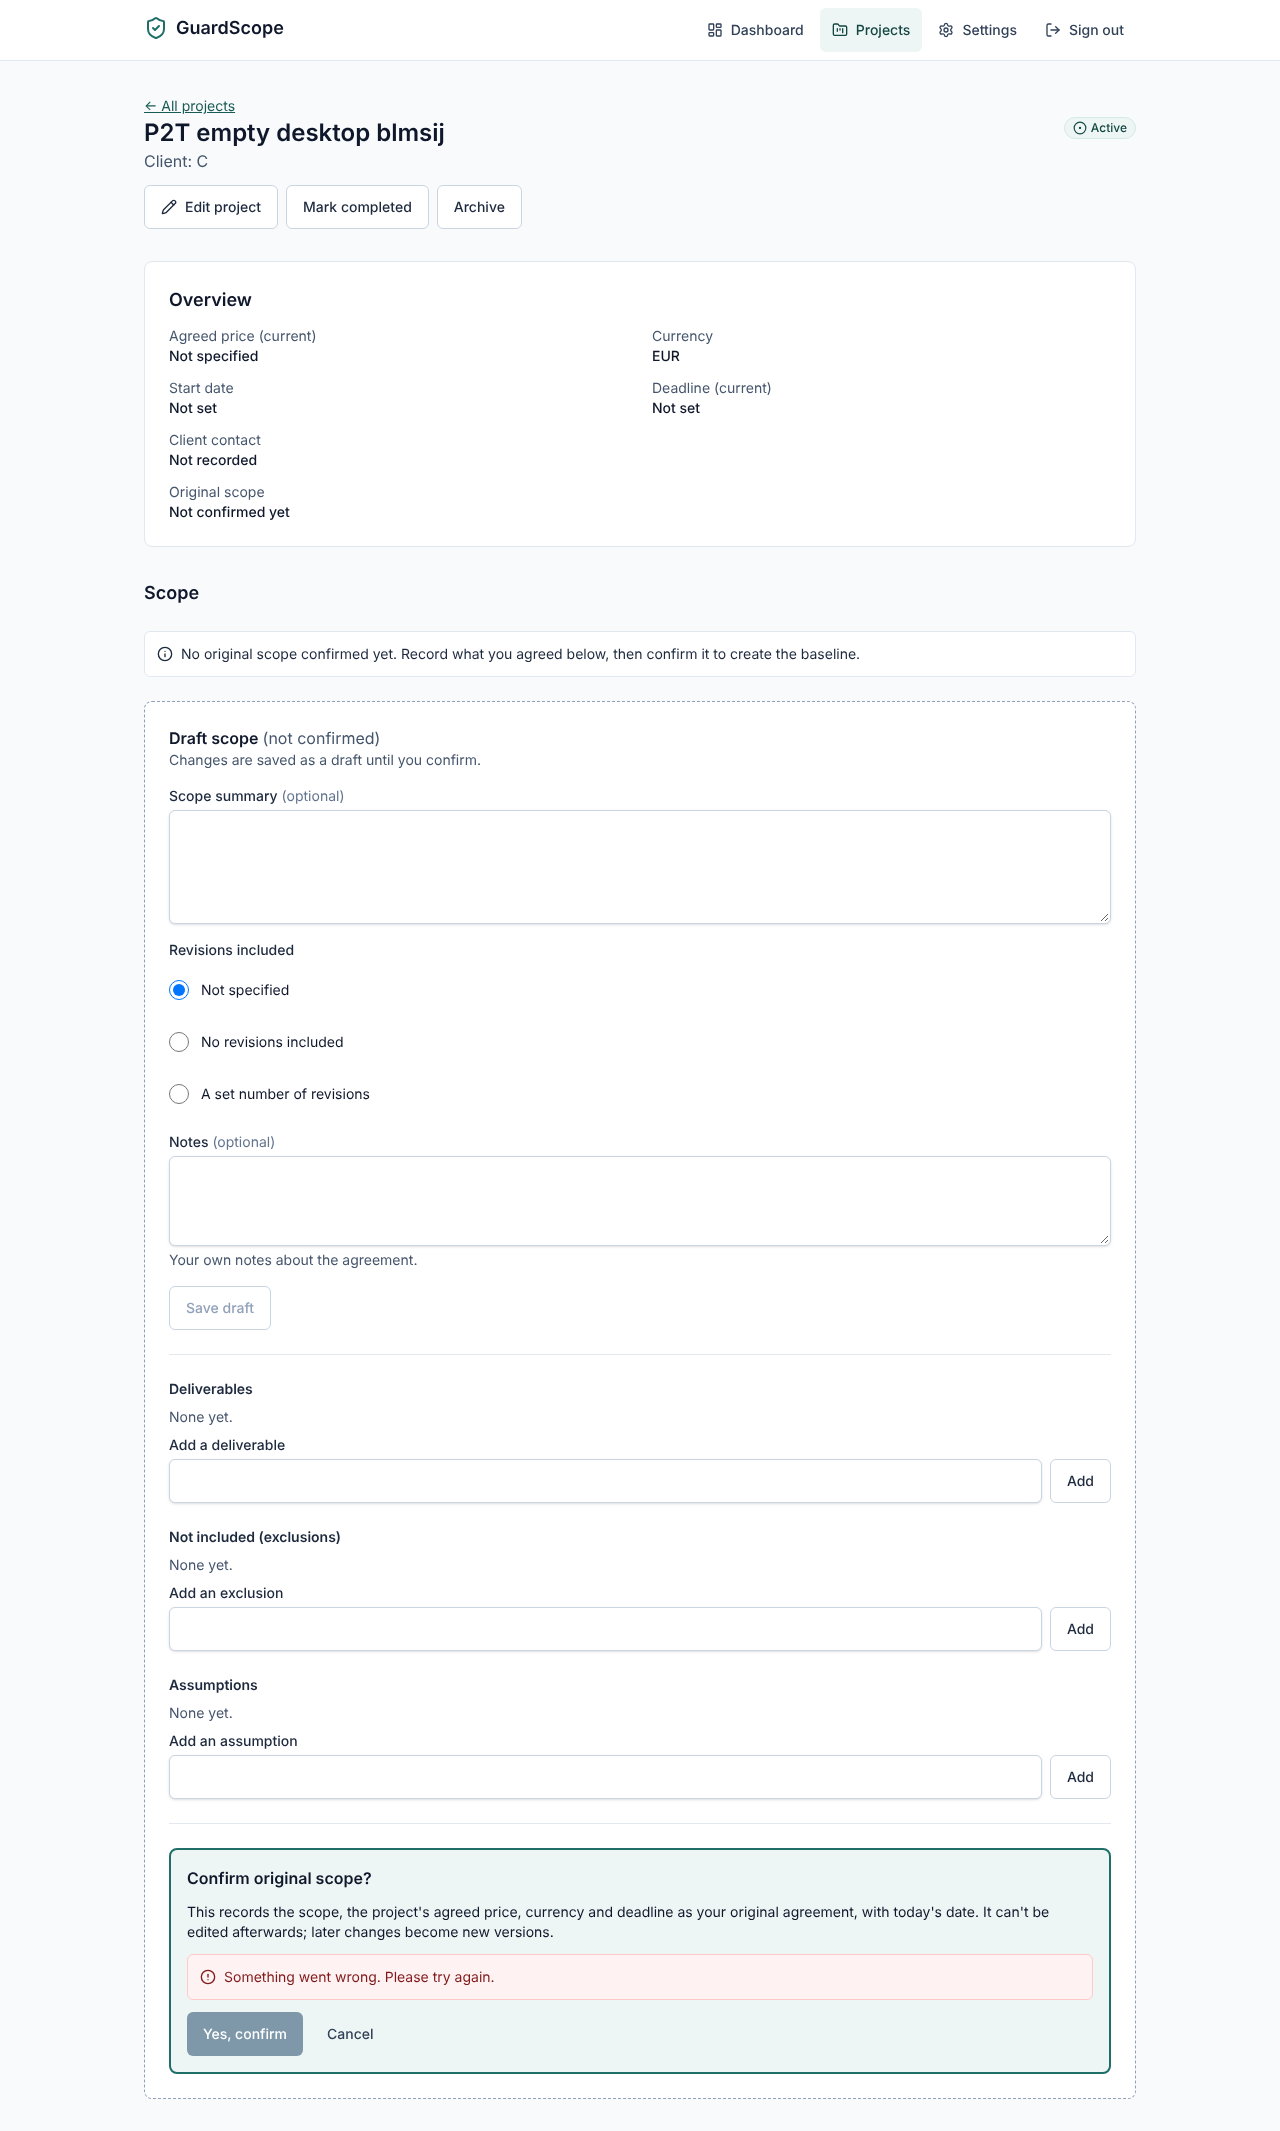 GuardScope
Dashboard
Projects
Settings
Sign out
← All projects
P2T empty desktop blmsij
Active
Client: C
Edit project
Mark completed
Archive
Overview
Agreed price (current)
Not specified
Currency
EUR
Start date
Not set
Deadline (current)
Not set
Client contact
Not recorded
Original scope
Not confirmed yet
Scope
No original scope confirmed yet. Record what you agreed below, then confirm it to create the baseline.
Draft scope (not confirmed)
Changes are saved as a draft until you confirm.
Scope summary (optional)
Revisions included
Not specified
No revisions included
A set number of revisions
Notes (optional)
Your own notes about the agreement.
Save draft
Deliverables
None yet.
Add a deliverable
Add
Not included (exclusions)
None yet.
Add an exclusion
Add
Assumptions
None yet.
Add an assumption
Add
Confirm original scope?
This records the scope, the project's agreed price, currency and deadline as your original agreement, with today's date. It can't be
edited afterwards; later changes become new versions.
Something went wrong. Please try again.
Yes, confirm
Cancel